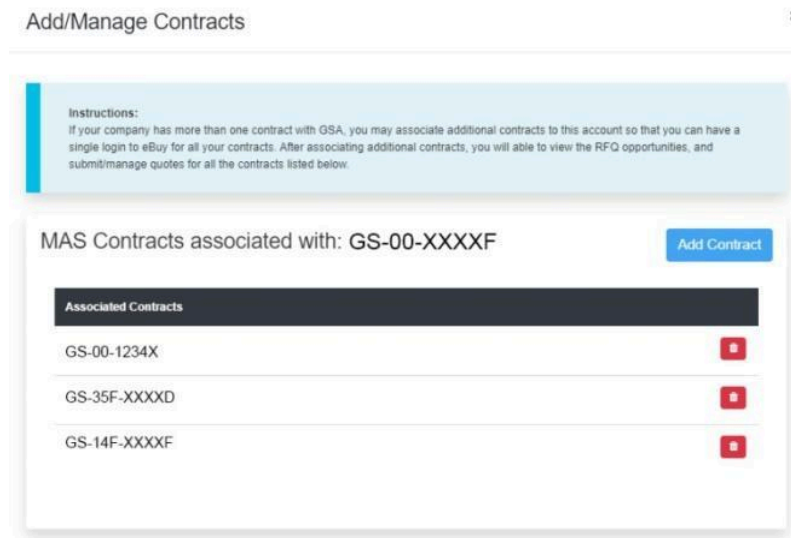 Add/Manage Contracts
Instructions:
If your company has more than one contract with GSA, you may associate additional contracts to this account so that you can have a
single login to eBuy for all your contracts. After associating additional contracts, you will able to view the RFQ opportunities, and
submit/manage quotes for all the contracts listed below.
MAS Contracts associated with: GS-00-XXXXF
Add Contract
Associated Contracts
GS-00-1234X
GS-35F-XXXXD
GS-14F-XXXXF